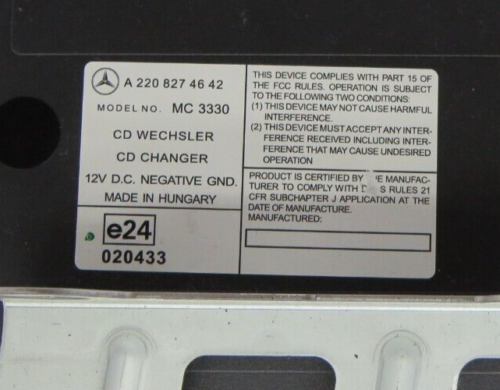 A 220 827 46 42
MODEL NO. MC 3330
CD WECHSLER
CD CHANGER
12V D.C. NEGATIVE GND.
MADE IN HUNGARY
e24
020433
THIS DEVICE COMPLIES WITH PART 15 OF
THE FCC RULES. OPERATION IS SUBJECT
TO THE FOLLOWING TWO CONDITIONS:
(1) THIS DEVICE MAY NOT CAUSE HARMFUL
INTERFERENCE.
(2) THIS DEVICE MUST ACCEPT ANY INTER-
FERENCE RECEIVED INCLUDING INTER-
FERENCE THAT MAY CAUSE UNDESIRED
OPERATION
PRODUCT IS CERTIFIED BY MANUFAC-
TURER TO COMPLY WITH RULES 21
CFR SUBCHAPTER J APPLICATION AT THE
DATE OF MANUFACTURE.
MANUFACTURED: